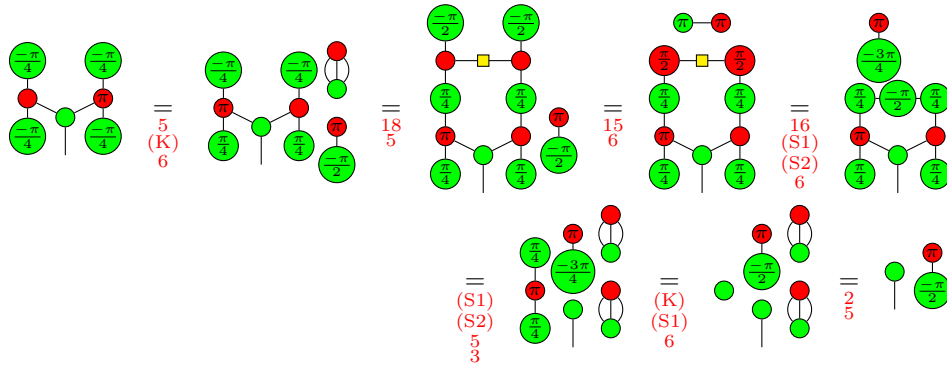 -π/4 -π/4
π
-π/4 -π/4
=
5
(K)
6
-π/4 -π/4
π
π/4 π/4
π
-π/2
=
18
5
-π/2 -π/2
π/4 π/4
π
π/4 π/4
π
-π/2
=
15
6
π π
π/2 π/2
π/4 π/4
π
π/4 π/4
=
16
(S1)
(S2)
6
π
-3π/4
π/4 -π/2 π/4
π
π/4 π/4
=
(S1)
(S2)
5
3
π
π/4
-3π/4
π
π/4
=
(K)
(S1)
6
π
-π/2
=
2
5
π
-π/2